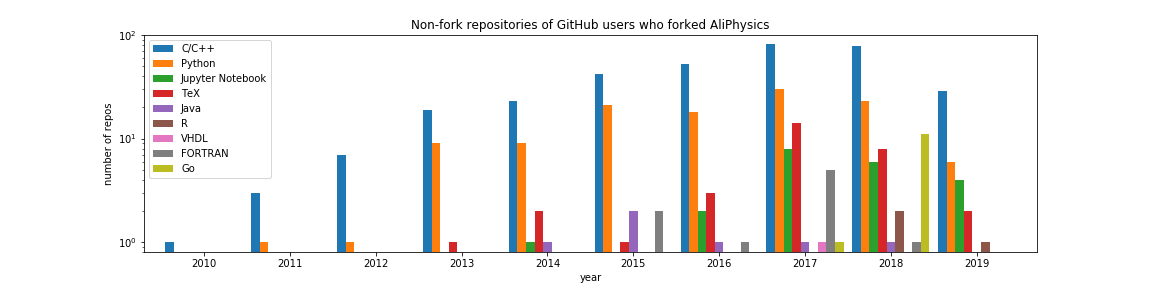 Non-fork repositories of GitHub users who forked AliPhysics
number of repos
10²
10¹
10⁰
C/C++
Python
Jupyter Notebook
TeX
Java
R
VHDL
FORTRAN
Go
2010 2011 2012 2013 2014 2015 2016 2017 2018 2019
year